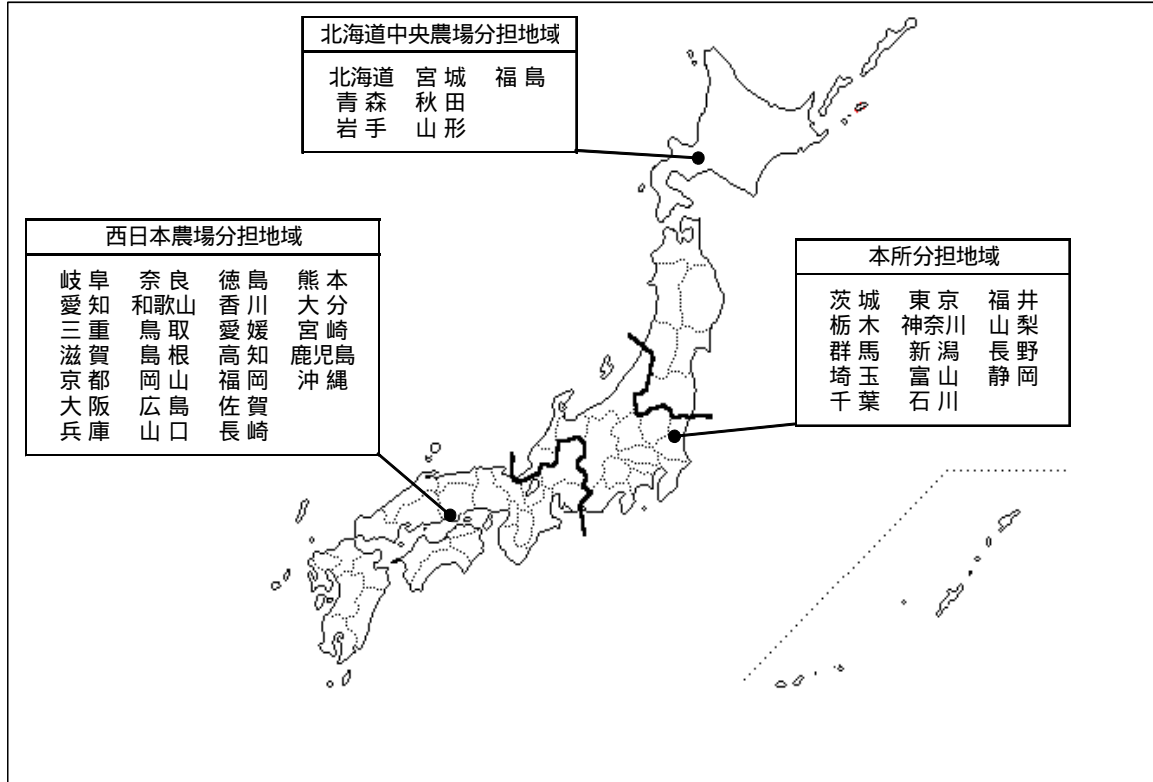 北海道中央農場分担地域
北海道 宮城 福島
青森 秋田
岩手 山形
西日本農場分担地域
岐阜 奈良 徳島 熊本
愛知 和歌山 香川 大分
三重 鳥取 愛媛 宮崎
滋賀 島根 高知 鹿児島
京都 岡山 福岡 沖縄
大阪 広島 佐賀
兵庫 山口 長崎
本所分担地域
茨城 東京 福井
栃木 神奈川 山梨
群馬 新潟 長野
埼玉 富山 静岡
千葉 石川